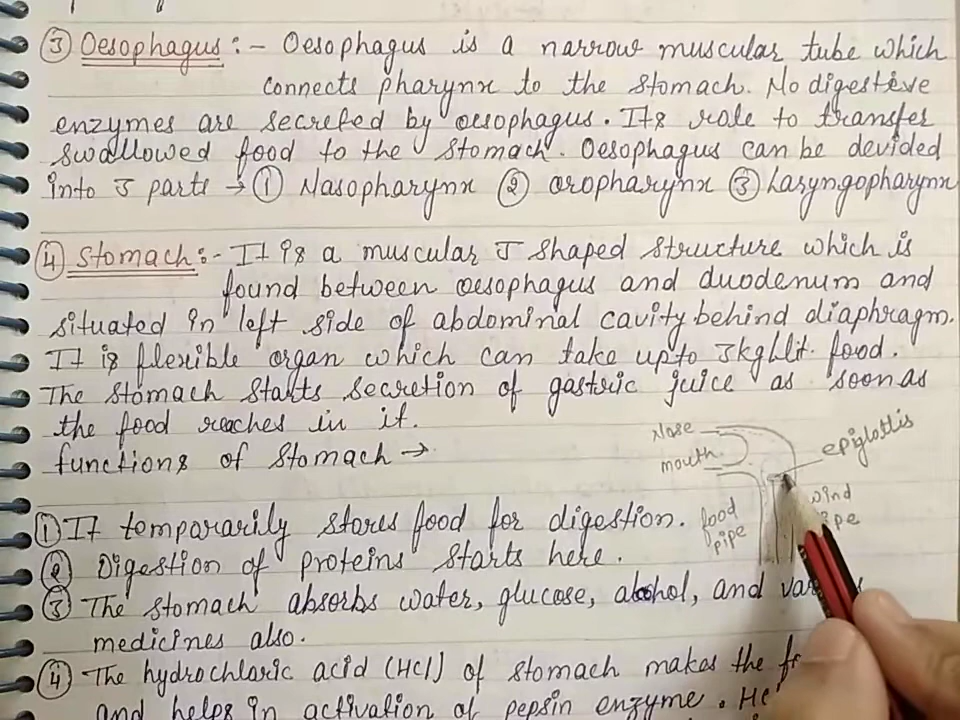 ③ Oesophagus :- Oesophagus is a narrow muscular tube which
connects pharynx to the stomach. No digestive
enzymes are secreted by oesophagus. Its role to transfer
swallowed food to the stomach. Oesophagus can be devided
into 3 parts → ① Nasopharynx ② oropharynx ③ Laryngopharynx
④ Stomach :- It is a muscular J shaped structure which is
found between oesophagus and duodenum and
situated in left side of abdominal cavity behind diaphragm.
It is flexible organ which can take upto 3kg/lit. food.
The stomach starts secretion of gastric juice as soon as
the food reaches in it.
functions of stomach →
Nose
mouth
epiglottis
food
pipe
wind
① It temporarily stores food for digestion.
② Digestion of proteins starts here.
③ The stomach absorbs water, glucose, alcohol, and
medicines also.
④ The hydrochloric acid (HCl) of stomach makes the
and helps in activation of pepsin enzyme.